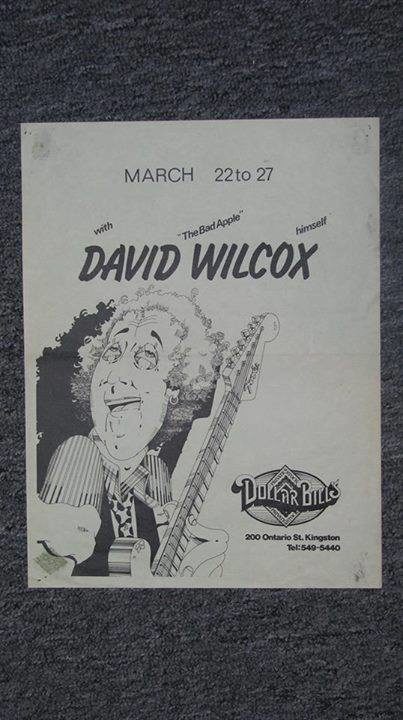 MARCH 22 to 27
with "The Bad Apple" himself
DAVID WILCOX
DOLLAR BILLS
200 Ontario St. Kingston
Tel: 549-5440